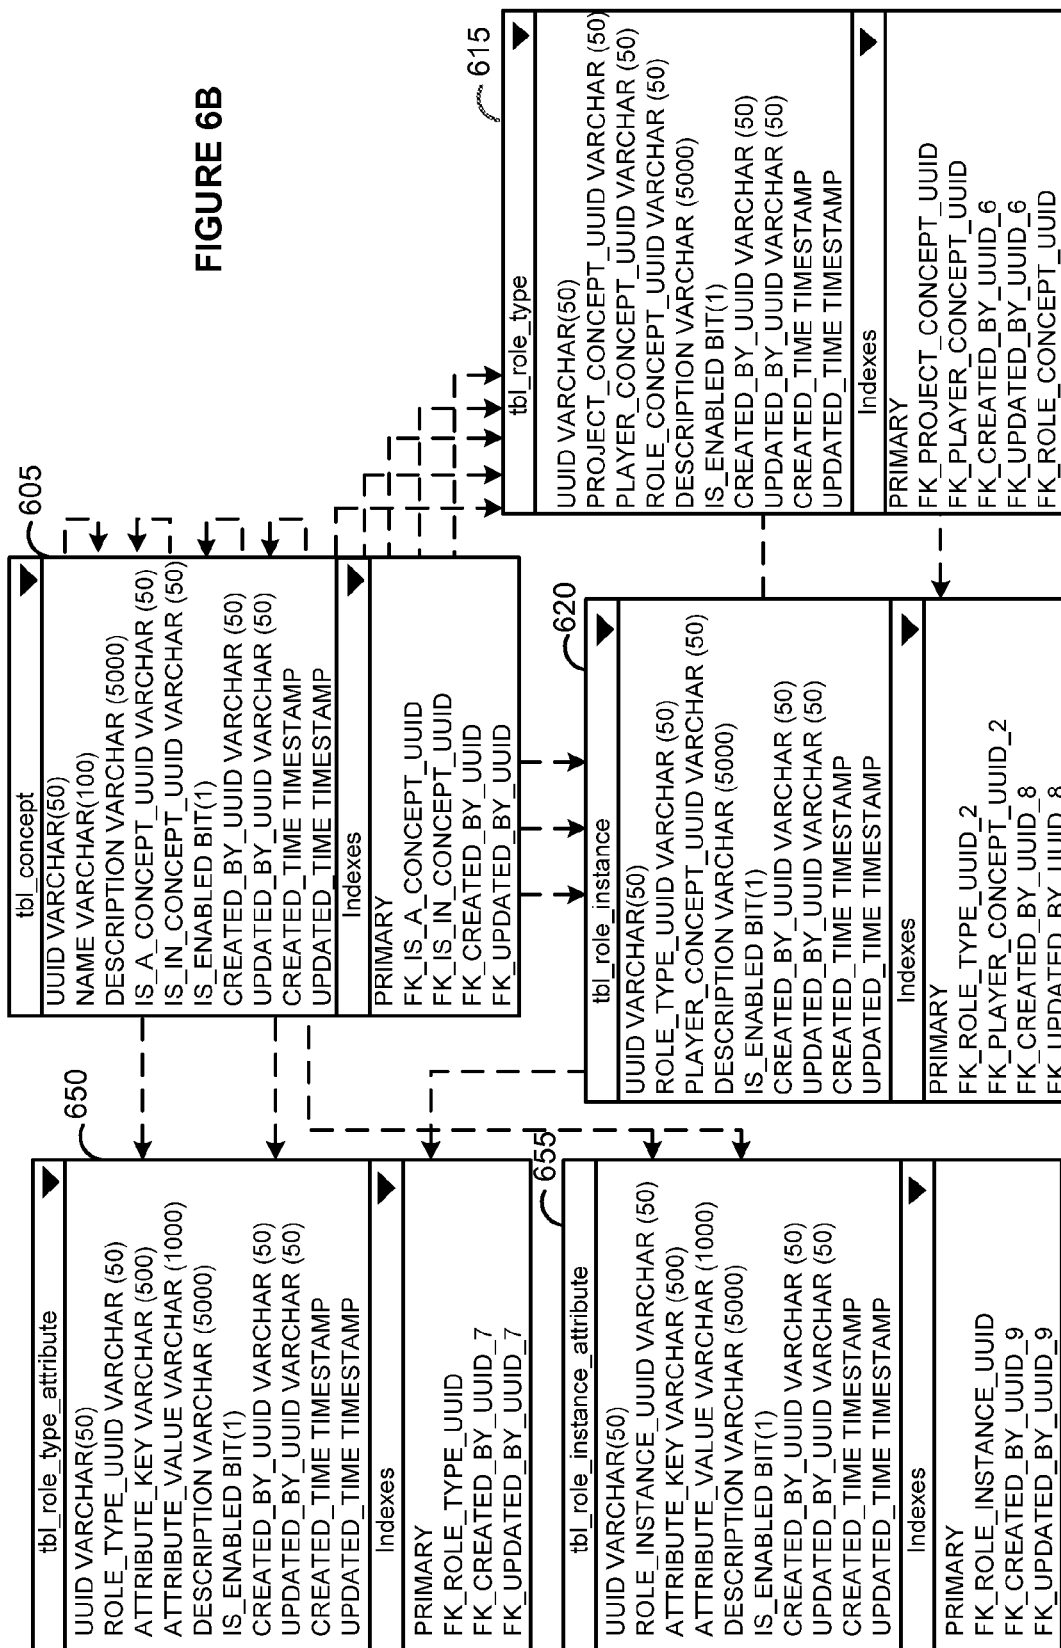 FIGURE 6B
650
tbl_role_type_attribute
UUID VARCHAR(50)
ROLE_TYPE_UUID VARCHAR (50)
ATTRIBUTE_KEY VARCHAR (500)
ATTRIBUTE_VALUE VARCHAR (1000)
DESCRIPTION VARCHAR (5000)
IS_ENABLED BIT(1)
CREATED_BY_UUID VARCHAR (50)
UPDATED_BY_UUID VARCHAR (50)
CREATED_TIME TIMESTAMP
UPDATED_TIME TIMESTAMP
Indexes
PRIMARY
FK_ROLE_TYPE_UUID
FK_CREATED_BY_UUID_7
FK_UPDATED_BY_UUID_7
605
tbl_concept
UUID VARCHAR(50)
NAME VARCHAR(100)
DESCRIPTION VARCHAR (5000)
IS_A_CONCEPT_UUID VARCHAR (50)
IS_IN_CONCEPT_UUID VARCHAR (50)
IS_ENABLED BIT(1)
CREATED_BY_UUID VARCHAR (50)
UPDATED_BY_UUID VARCHAR (50)
CREATED_TIME TIMESTAMP
UPDATED_TIME TIMESTAMP
Indexes
PRIMARY
FK_IS_A_CONCEPT_UUID
FK_IS_IN_CONCEPT_UUID
FK_CREATED_BY_UUID
FK_UPDATED_BY_UUID
615
tbl_role_type
UUID VARCHAR(50)
PROJECT_CONCEPT_UUID VARCHAR (50)
PLAYER_CONCEPT_UUID VARCHAR (50)
ROLE_CONCEPT_UUID VARCHAR (50)
DESCRIPTION VARCHAR (5000)
IS_ENABLED BIT(1)
CREATED_BY_UUID VARCHAR (50)
UPDATED_BY_UUID VARCHAR (50)
CREATED_TIME TIMESTAMP
UPDATED_TIME TIMESTAMP
Indexes
PRIMARY
FK_PROJECT_CONCEPT_UUID
FK_PLAYER_CONCEPT_UUID
FK_CREATED_BY_UUID_6
FK_UPDATED_BY_UUID_6
FK_ROLE_CONCEPT_UUID
655
tbl_role_instance_attribute
UUID VARCHAR(50)
ROLE_INSTANCE_UUID VARCHAR (50)
ATTRIBUTE_KEY VARCHAR (500)
ATTRIBUTE_VALUE VARCHAR (1000)
DESCRIPTION VARCHAR (5000)
IS_ENABLED BIT(1)
CREATED_BY_UUID VARCHAR (50)
UPDATED_BY_UUID VARCHAR (50)
CREATED_TIME TIMESTAMP
UPDATED_TIME TIMESTAMP
Indexes
PRIMARY
FK_ROLE_INSTANCE_UUID
FK_CREATED_BY_UUID_9
FK_UPDATED_BY_UUID_9
620
tbl_role_instance
UUID VARCHAR(50)
ROLE_TYPE_UUID VARCHAR (50)
PLAYER_CONCEPT_UUID VARCHAR (50)
DESCRIPTION VARCHAR (5000)
IS_ENABLED BIT(1)
CREATED_BY_UUID VARCHAR (50)
UPDATED_BY_UUID VARCHAR (50)
CREATED_TIME TIMESTAMP
UPDATED_TIME TIMESTAMP
Indexes
PRIMARY
FK_ROLE_TYPE_UUID_2
FK_PLAYER_CONCEPT_UUID_2
FK_CREATED_BY_UUID_8
FK_UPDATED_BY_UUID_8